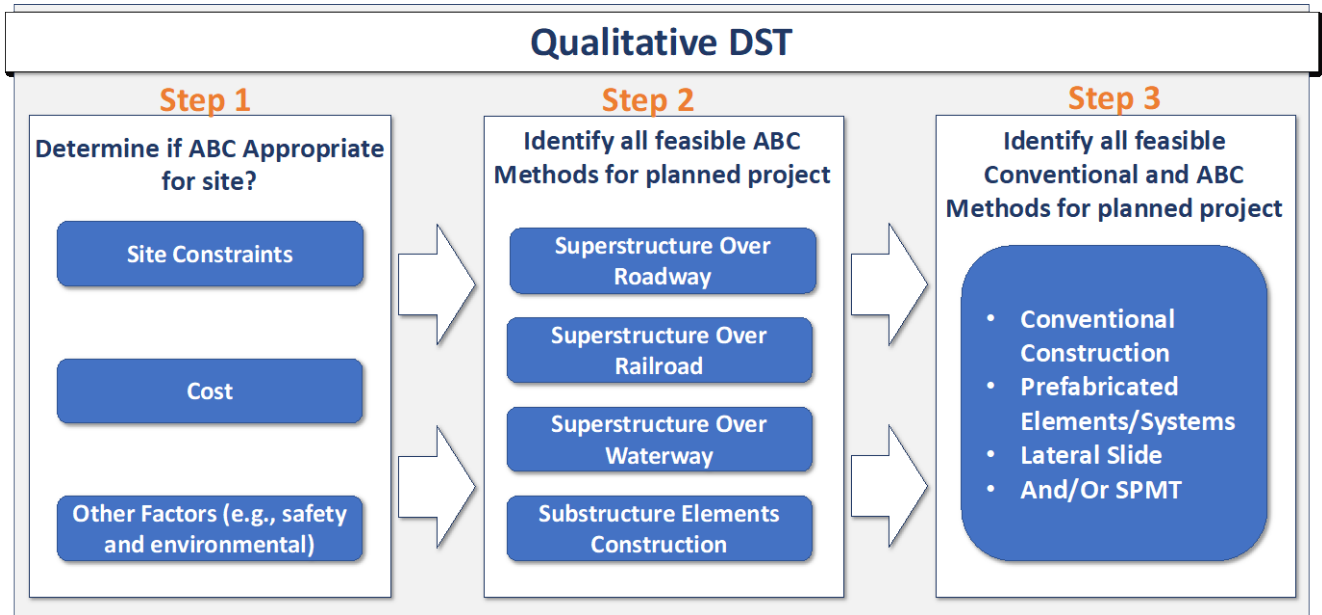 Qualitative DST
Step 1
Determine if ABC Appropriate
for site?
Site Constraints
Cost
Other Factors (e.g., safety
and environmental)
Step 2
Identify all feasible ABC
Methods for planned project
Superstructure Over
Roadway
Superstructure Over
Railroad
Superstructure Over
Waterway
Substructure Elements
Construction
Step 3
Identify all feasible
Conventional and ABC
Methods for planned project
• Conventional
Construction
• Prefabricated
Elements/Systems
• Lateral Slide
• And/Or SPMT